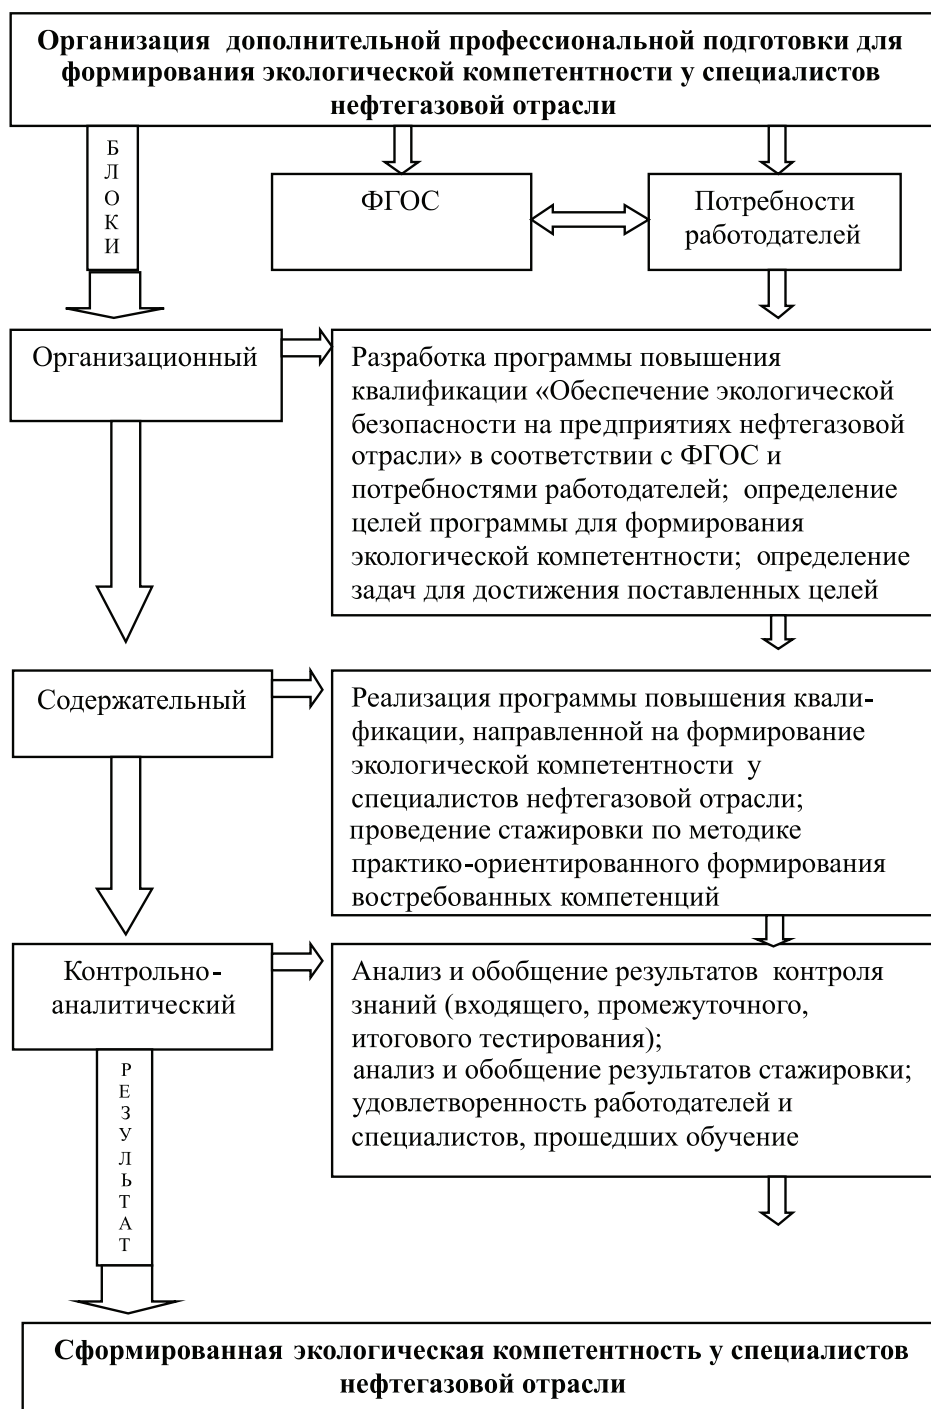 Организация дополнительной профессиональной подготовки для
формирования экологической компетентности у специалистов
нефтегазовой отрасли
БЛОКИ
ФГОС
Потребности
работодателей
Организационный
Разработка программы повышения
квалификации «Обеспечение экологической
безопасности на предприятиях нефтегазовой
отрасли» в соответствии с ФГОС и
потребностями работодателей; определение
целей программы для формирования
экологической компетентности; определение
задач для достижения поставленных целей
Содержательный
Реализация программы повышения квали-
фикации, направленной на формирование
экологической компетентности у
специалистов нефтегазовой отрасли;
проведение стажировки по методике
практико-ориентированного формирования
востребованных компетенций
Контрольно-
аналитический
Анализ и обобщение результатов контроля
знаний (входящего, промежуточного,
итогового тестирования);
анализ и обобщение результатов стажировки;
удовлетворенность работодателей и
специалистов, прошедших обучение
РЕЗУЛЬТАТ
Сформированная экологическая компетентность у специалистов
нефтегазовой отрасли